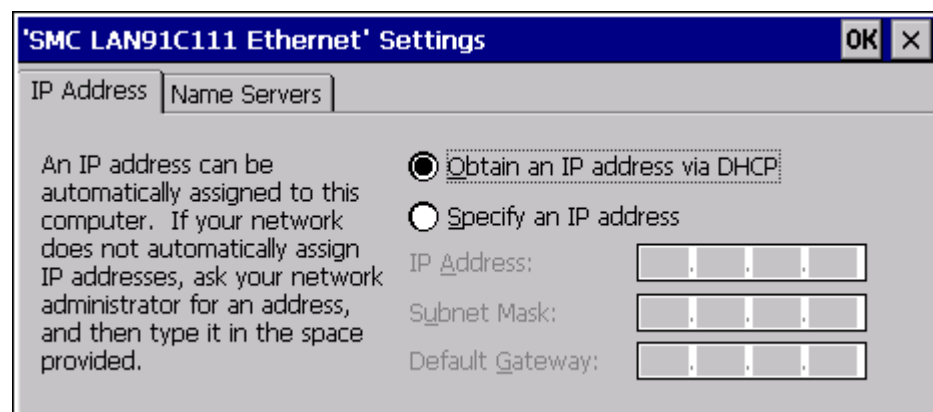 'SMC LAN91C111 Ethernet' Settings OK ×
IP Address Name Servers
An IP address can be
automatically assigned to this
computer. If your network
does not automatically assign
IP addresses, ask your network
administrator for an address,
and then type it in the space
provided.
Obtain an IP address via DHCP
Specify an IP address
IP Address:
Subnet Mask:
Default Gateway: